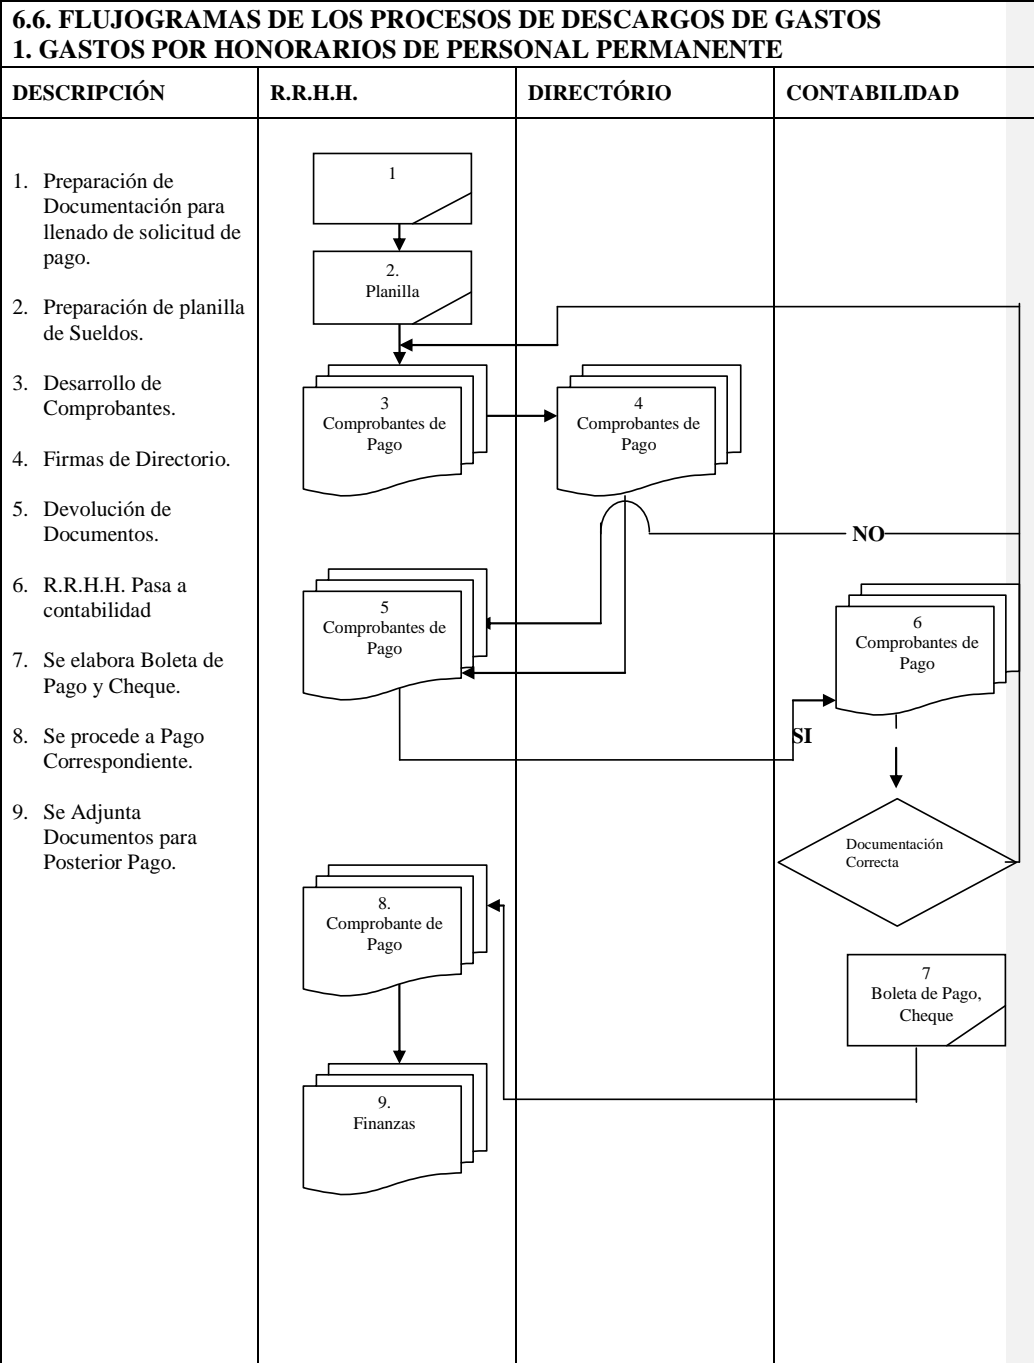 6.6. FLUJOGRAMAS DE LOS PROCESOS DE DESCARGOS DE GASTOS
1. GASTOS POR HONORARIOS DE PERSONAL PERMANENTE
DESCRIPCIÓN
R.R.H.H.
DIRECTÓRIO
CONTABILIDAD
1. Preparación de
Documentación para
llenado de solicitud de
pago.
2. Preparación de planilla
de Sueldos.
3. Desarrollo de
Comprobantes.
4. Firmas de Directorio.
5. Devolución de
Documentos.
6. R.R.H.H. Pasa a
contabilidad
7. Se elabora Boleta de
Pago y Cheque.
8. Se procede a Pago
Correspondiente.
9. Se Adjunta
Documentos para
Posterior Pago.
1
2.
Planilla
3
Comprobantes de
Pago
4
Comprobantes de
Pago
NO
5
Comprobantes de
Pago
6
Comprobantes de
Pago
SI
Documentación
Correcta
8.
Comprobante de
Pago
7
Boleta de Pago,
Cheque
9.
Finanzas